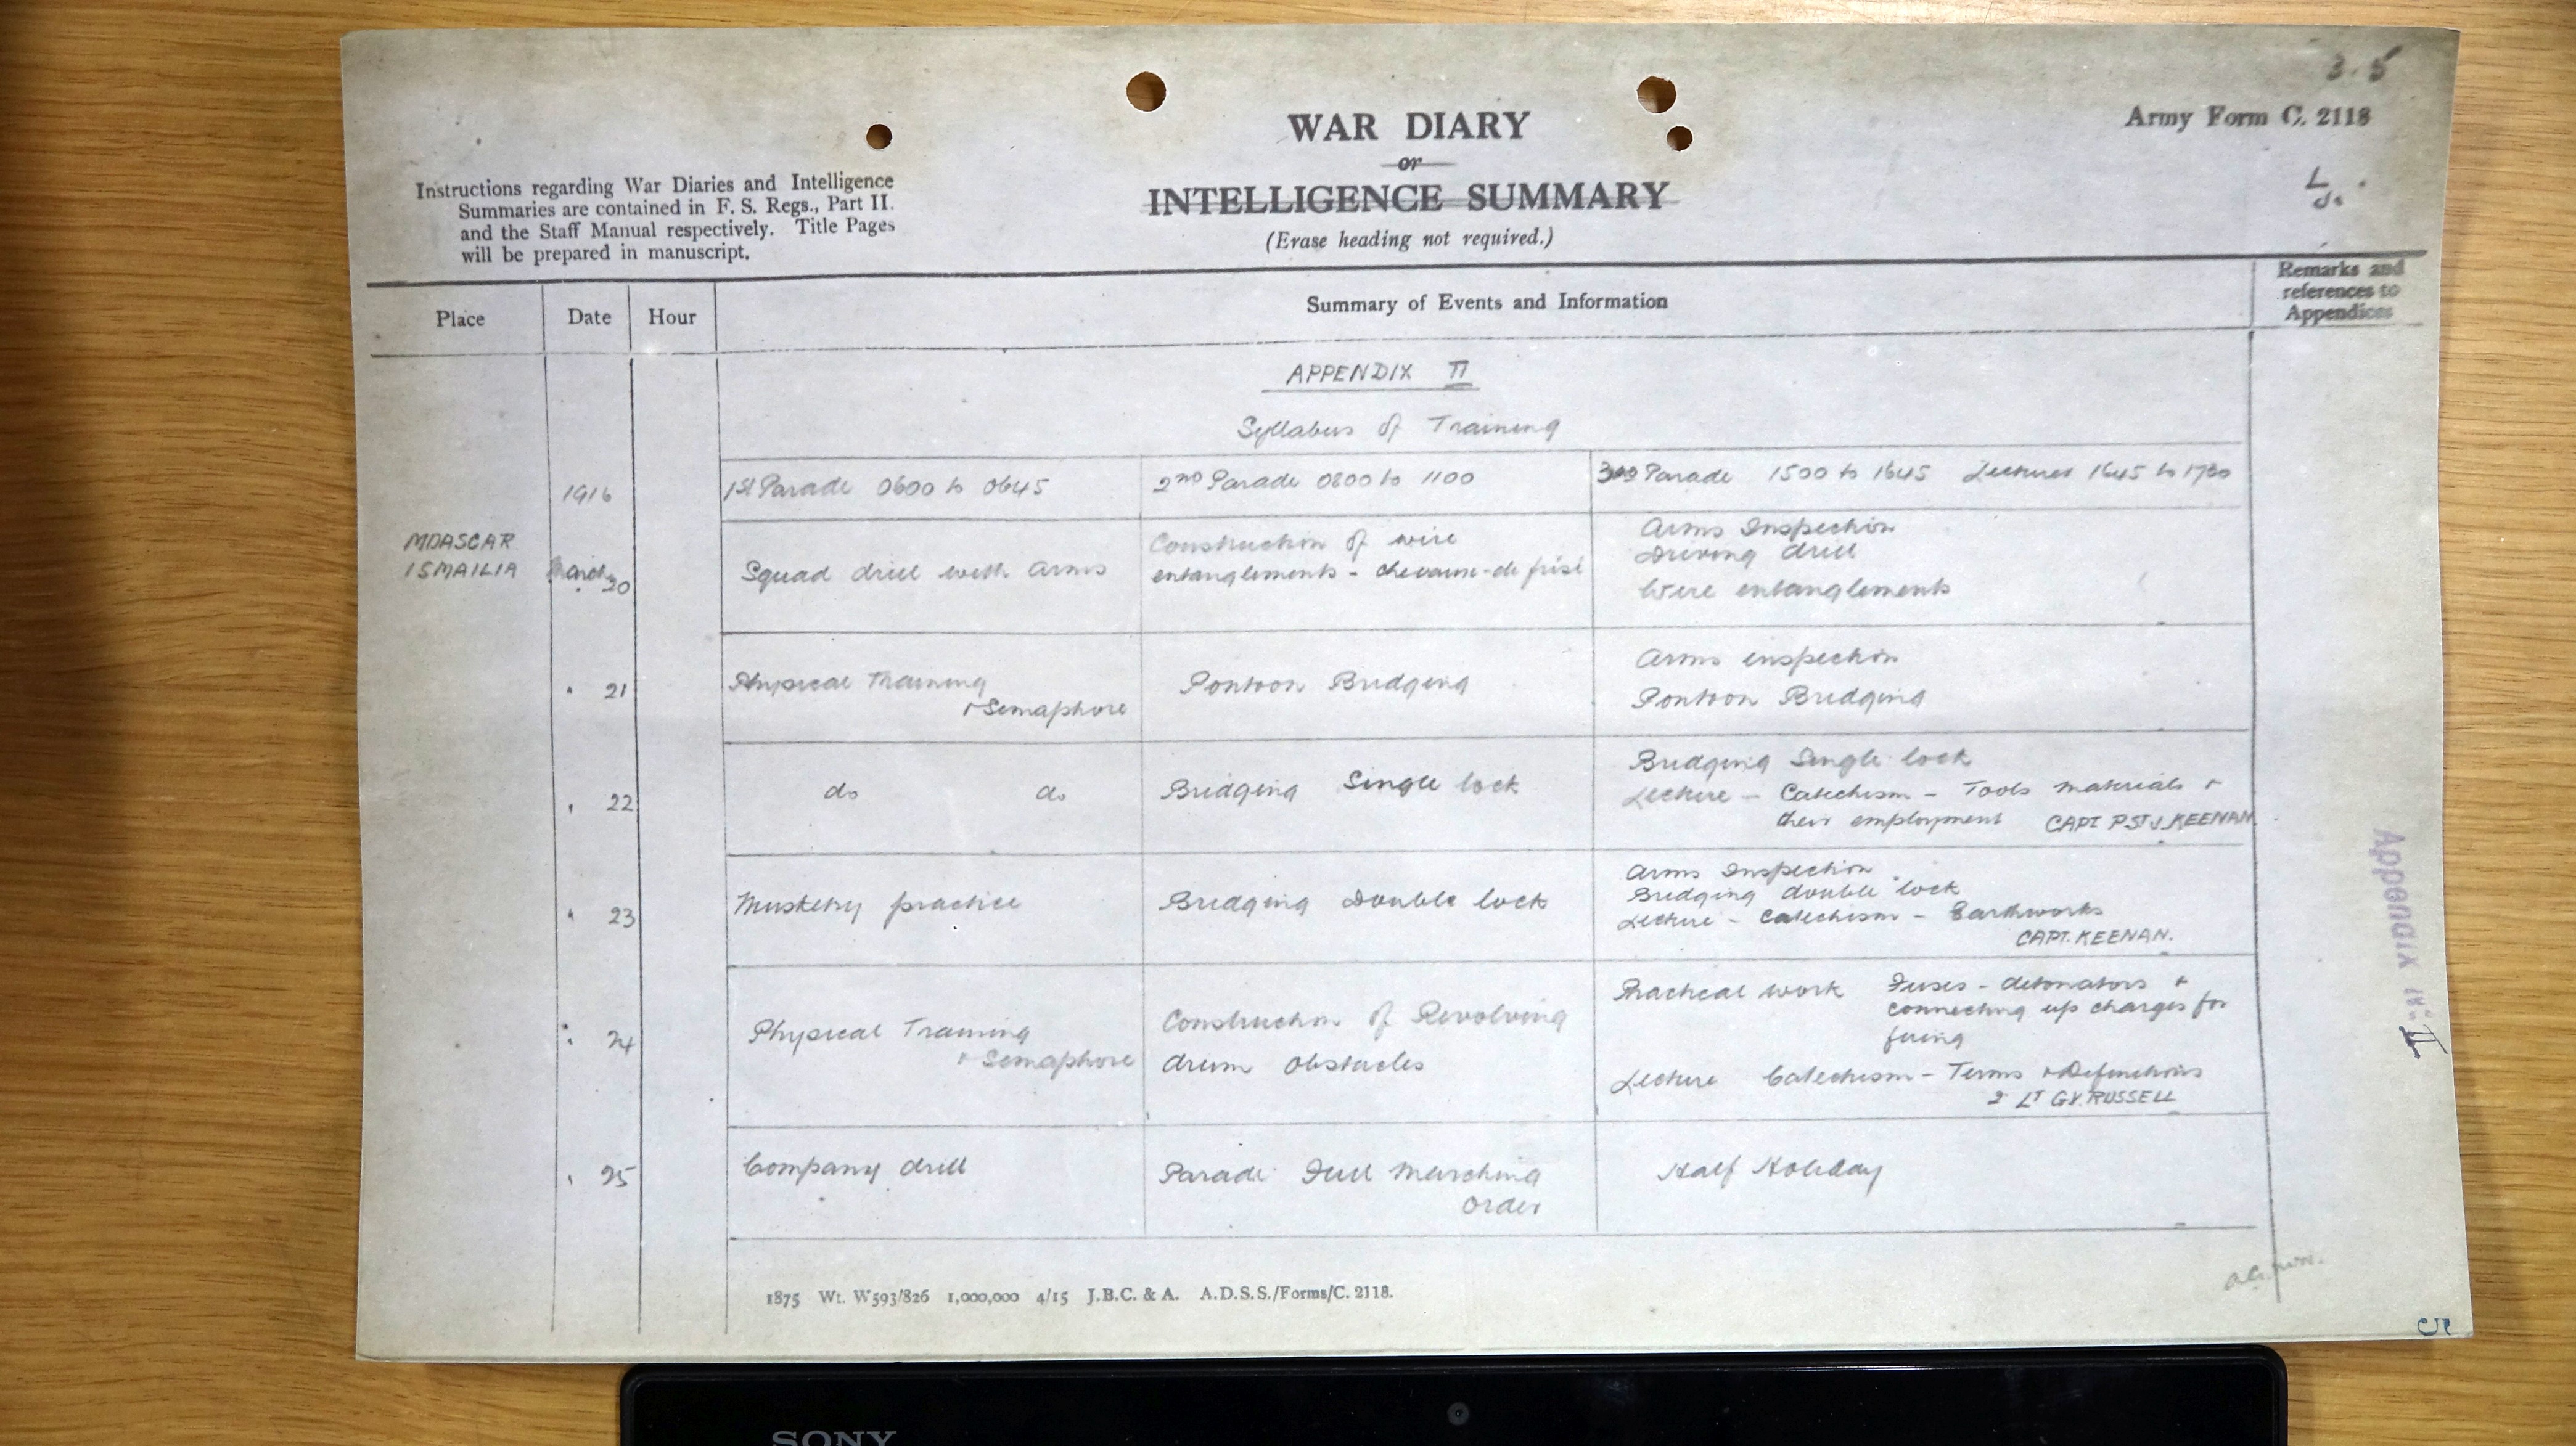 3. 5
Army Form C. 2118
WAR DIARY
or
INTELLIGENCE SUMMARY
(Erase heading not required.)
Instructions regarding War Diaries and Intelligence
Summaries are contained in F. S. Regs., Part II.
and the Staff Manual respectively. Title Pages
will be prepared in manuscript.
Place
Date
Hour
Summary of Events and Information
Remarks and
references to
Appendices
APPENDIX II
Syllabus of Training
1916
1st Parade 0600 to 0645
2nd Parade 0800 to 1100
3rd Parade 1500 to 1645 Lectures 1645 to 1730
MOASCAR
ISMAILIA
March 20
Squad drill with arms
Construction of wire
entanglements - chevaux-de frise
Arms Inspection
Driving drill
Wire entanglements
" 21
Physical Training
+ Semaphore
Pontoon Bridging
Arms inspection
Pontoon Bridging
" 22
do do
Bridging Single lock
Bridging Single lock
Lecture - Catechism - Tools materials +
their employment CAPT P.ST.J. KEENAN
" 23
Musketry practice
Bridging Double lock
Arms Inspection
Bridging double lock
Lecture - Catechism - Earthworks
CAPT. KEENAN.
" 24
Physical Training
+ Semaphore
Construction of Revolving
drum obstacles
Practical work Fuses - detonators +
connecting up charges for
firing
Lecture Catechism - Terms + Definitions
2 LT G.V. RUSSELL
" 25
Company drill
Parade Full Marching
Order
Half Holiday
Appendix II
1875 Wt. W593/826 1,000,000 4/15 J.B.C. & A. A.D.S.S./Forms/C. 2118.
5
SONY